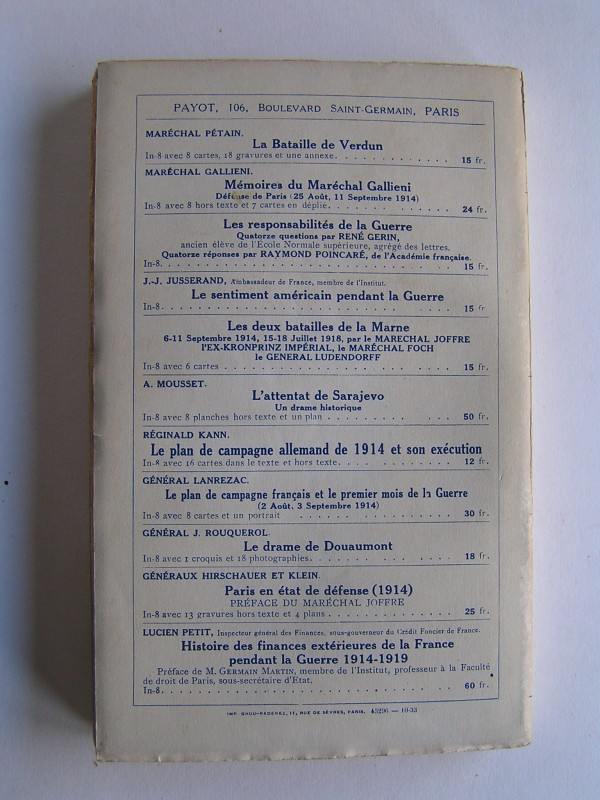 PAYOT, 106, BOULEVARD SAINT-GERMAIN, PARIS
MARÉCHAL PÉTAIN.
La Bataille de Verdun
In-8 avec 8 cartes, 18 gravures et une annexe. . . . . . . . . . . . . 15 fr.
MARÉCHAL GALLIENI.
Mémoires du Maréchal Gallieni
Défense de Paris (25 Août, 11 Septembre 1914)
In-8 avec 8 hors texte et 7 cartes en déplié. . . . . . . . . . . . . 24 fr.
Les responsabilités de la Guerre
Quatorze questions par RENÉ GERIN,
ancien élève de l'École Normale supérieure, agrégé des lettres.
Quatorze réponses par RAYMOND POINCARÉ, de l'Académie française.
In-8. . . . . . . . . . . . . . . . . . . . . . . . . . . . . 15 fr.
J.-J. JUSSERAND, Ambassadeur de France, membre de l'Institut.
Le sentiment américain pendant la Guerre
In-8. . . . . . . . . . . . . . . . . . . . . . . . . . . . . 15 fr
Les deux batailles de la Marne
6-11 Septembre 1914, 15-18 Juillet 1918, par le MARECHAL JOFFRE
l'EX-KRONPRINZ IMPÉRIAL, le MARÉCHAL FOCH
le GENERAL LUDENDORFF
In-8 avec 6 cartes . . . . . . . . . . . . . . . . . . . . . . 15 fr.
A. MOUSSET.
L'attentat de Sarajevo
Un drame historique
In-8 avec 8 planches hors texte et un plan . . . . . . . . . . . . 50 fr.
RÉGINALD KANN.
Le plan de campagne allemand de 1914 et son exécution
In-8 avec 16 cartes dans le texte et hors texte. . . . . . . . . . . 12 fr.
GÉNÉRAL LANREZAC.
Le plan de campagne français et le premier mois de la Guerre
(2 Août, 3 Septembre 1914)
In-8 avec 8 cartes et un portrait . . . . . . . . . . . . . . . . 30 fr.
GÉNÉRAL J. ROUQUEROL.
Le drame de Douaumont
In-8 avec 1 croquis et 18 photographies. . . . . . . . . . . . . . 18 fr.
GÉNÉRAUX HIRSCHAUER ET KLEIN.
Paris en état de défense (1914)
PRÉFACE DU MARÉCHAL JOFFRE
In-8 avec 13 gravures hors texte et 4 plans . . . . . . . . . . . . 25 fr.
LUCIEN PETIT, Inspecteur général des Finances, sous-gouverneur du Crédit Foncier de France.
Histoire des finances extérieures de la France
pendant la Guerre 1914-1919
Préface de M. GERMAIN MARTIN, membre de l'Institut, professeur à la Faculté
de droit de Paris, sous-secrétaire d'État.
In-8. . . . . . . . . . . . . . . . . . . . . . . . . . . . . 60 fr.
RUE DE SÈVRES, PARIS. 43296 — 10-33